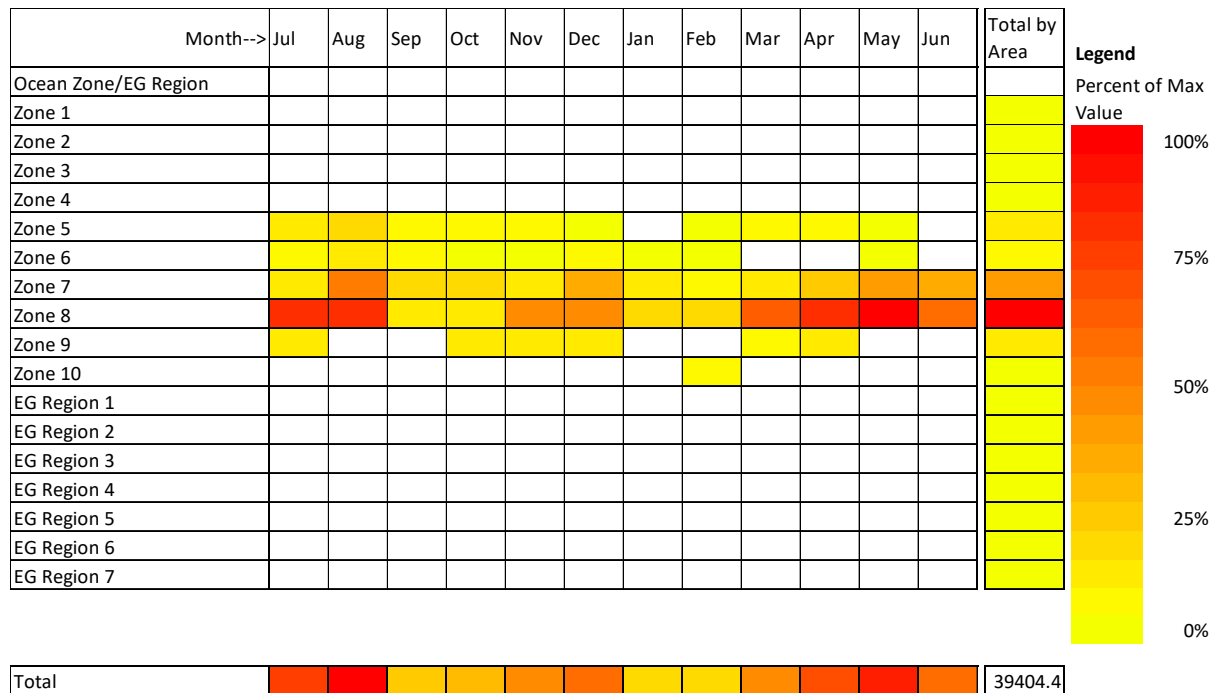 Month--> Jul Aug Sep Oct Nov Dec Jan Feb Mar Apr May Jun Total by Area
Legend
Ocean Zone/EG Region
Percent of Max Value
Zone 1
Zone 2
Zone 3
Zone 4
Zone 5
Zone 6
Zone 7
Zone 8
Zone 9
Zone 10
EG Region 1
EG Region 2
EG Region 3
EG Region 4
EG Region 5
EG Region 6
EG Region 7
100%
75%
50%
25%
0%
Total 39404.4